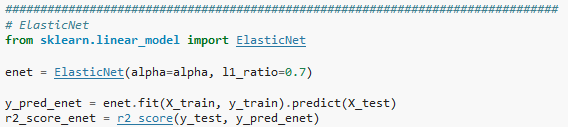 ###############################################################################
# ElasticNet
from sklearn.linear_model import ElasticNet
enet = ElasticNet(alpha=alpha, l1_ratio=0.7)
y_pred_enet = enet.fit(X_train, y_train).predict(X_test)
r2_score_enet = r2_score(y_test, y_pred_enet)